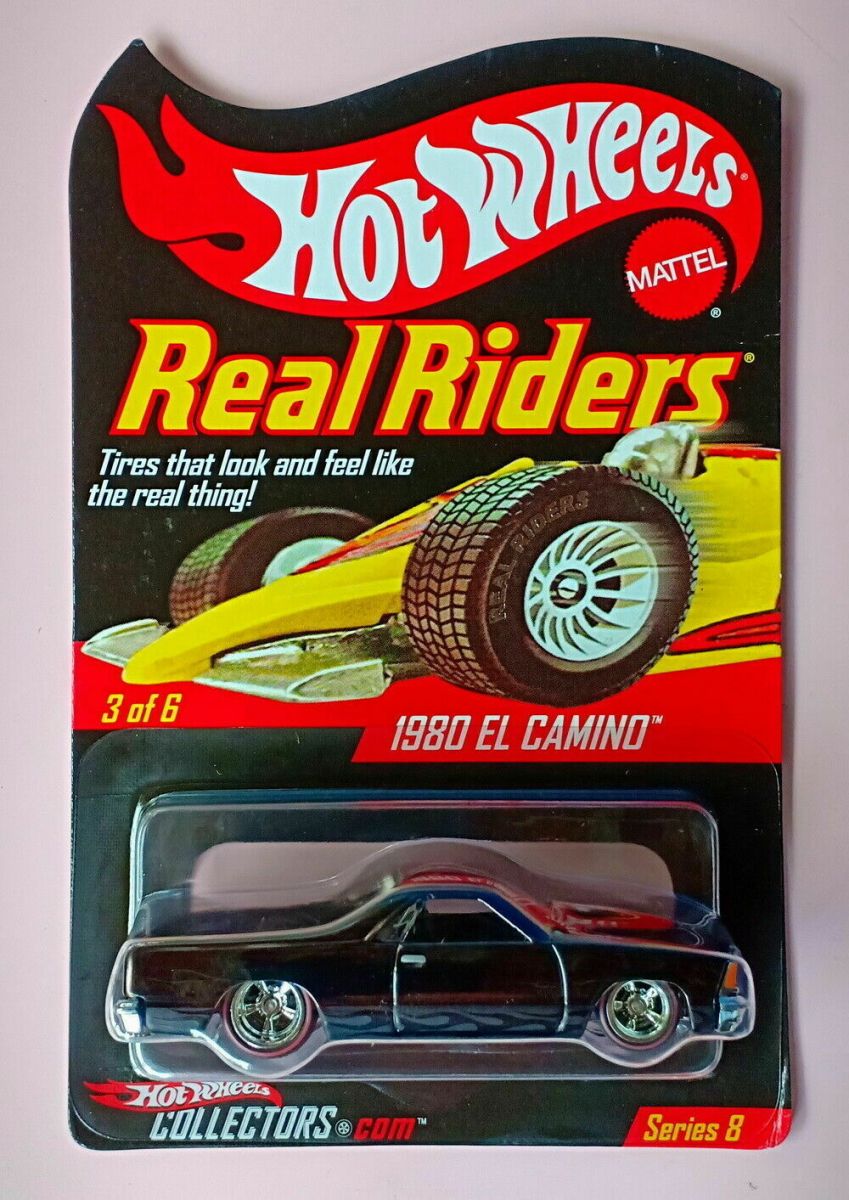 Hot Wheels®
MATTEL
®
Real Riders®
Tires that look and feel like
the real thing!
REAL RIDERS
3 of 6
1980 EL CAMINO™
Hot Wheels
COLLECTORS.com™
Series 8